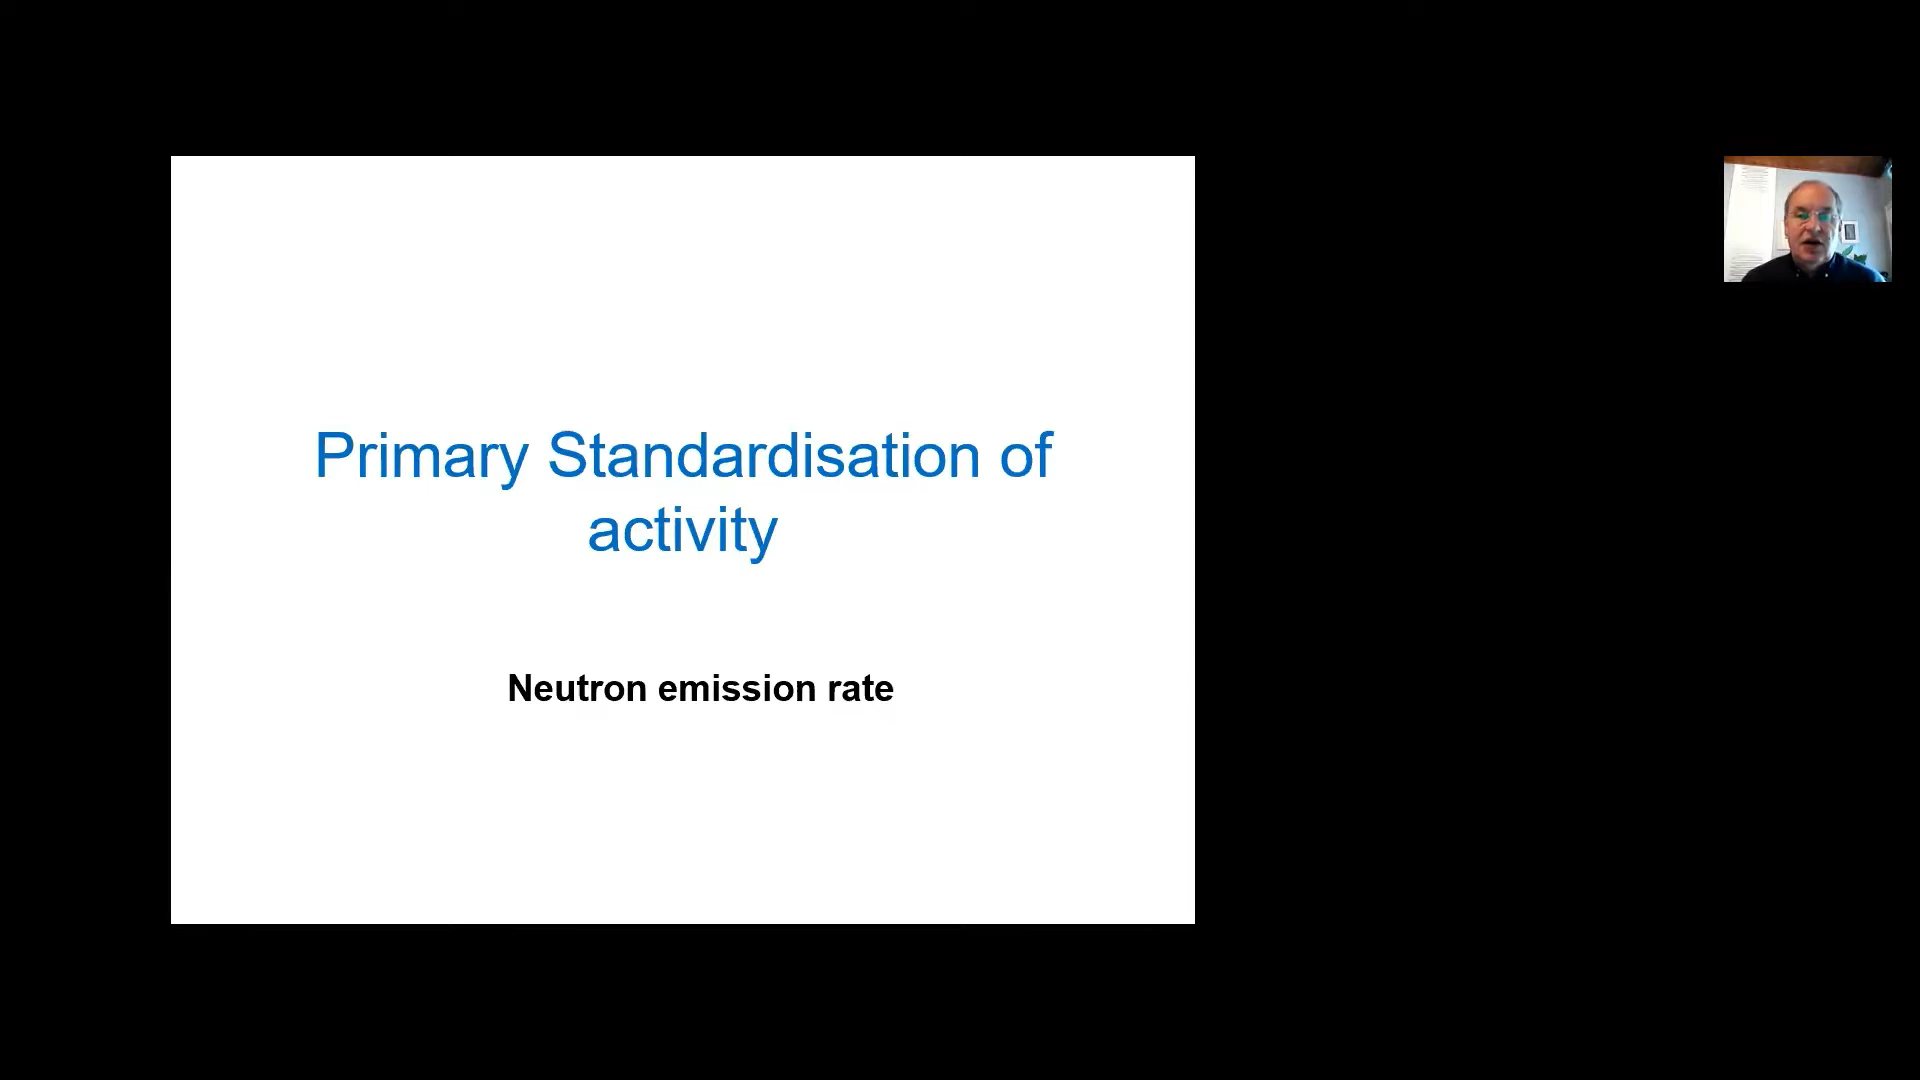 Primary Standardisation of
activity
Neutron emission rate